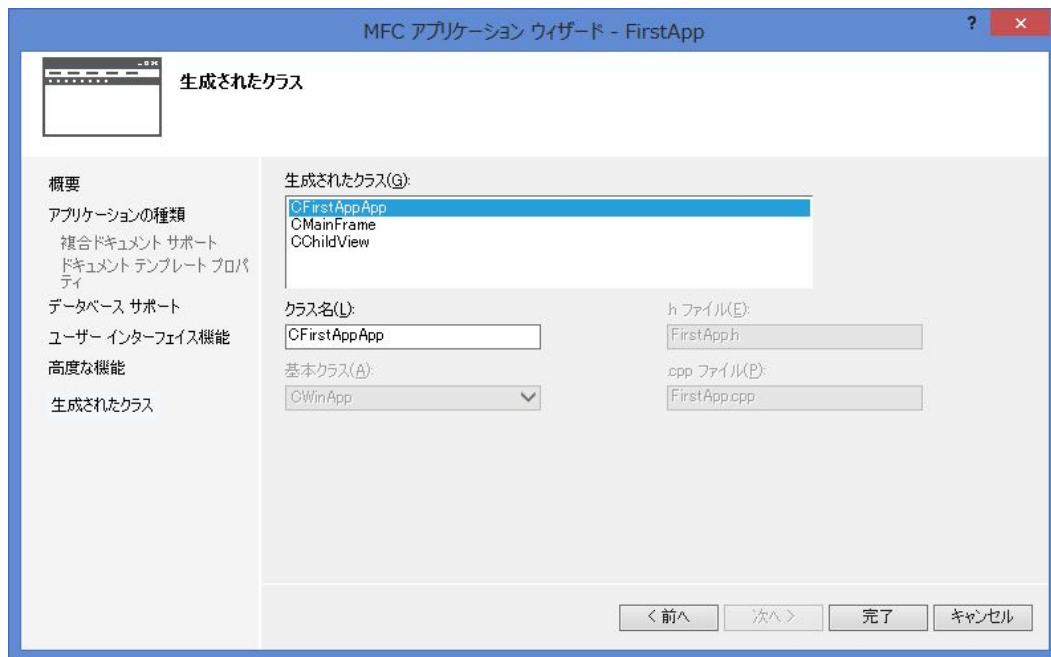 MFC アプリケーション ウィザード - FirstApp
?
生成されたクラス
概要
アプリケーションの種類
複合ドキュメント サポート
ドキュメント テンプレート プロパ
ティ
データベース サポート
ユーザー インターフェイス機能
高度な機能
生成されたクラス
生成されたクラス(G):
CFirstAppApp
CMainFrame
CChildView
クラス名(L):
CFirstAppApp
.h ファイル(E):
FirstApp.h
基本クラス(A):
CWinApp
.cpp ファイル(P):
FirstApp.cpp
< 前へ
次へ >
完了
キャンセル